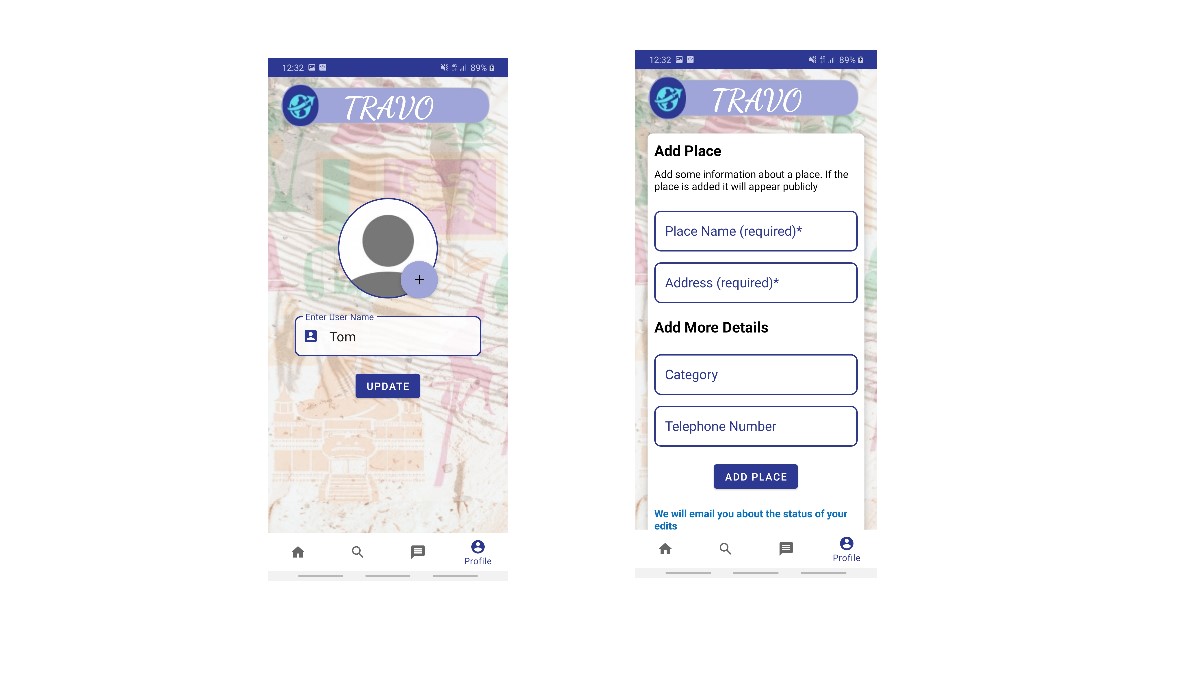 12:32 89%
TRAVO
Enter User Name
Tom
UPDATE
Profile
12:32 89%
TRAVO
Add Place
Add some information about a place. If the
place is added it will appear publicly
Place Name (required)*
Address (required)*
Add More Details
Category
Telephone Number
ADD PLACE
We will email you about the status of your
edits
Profile